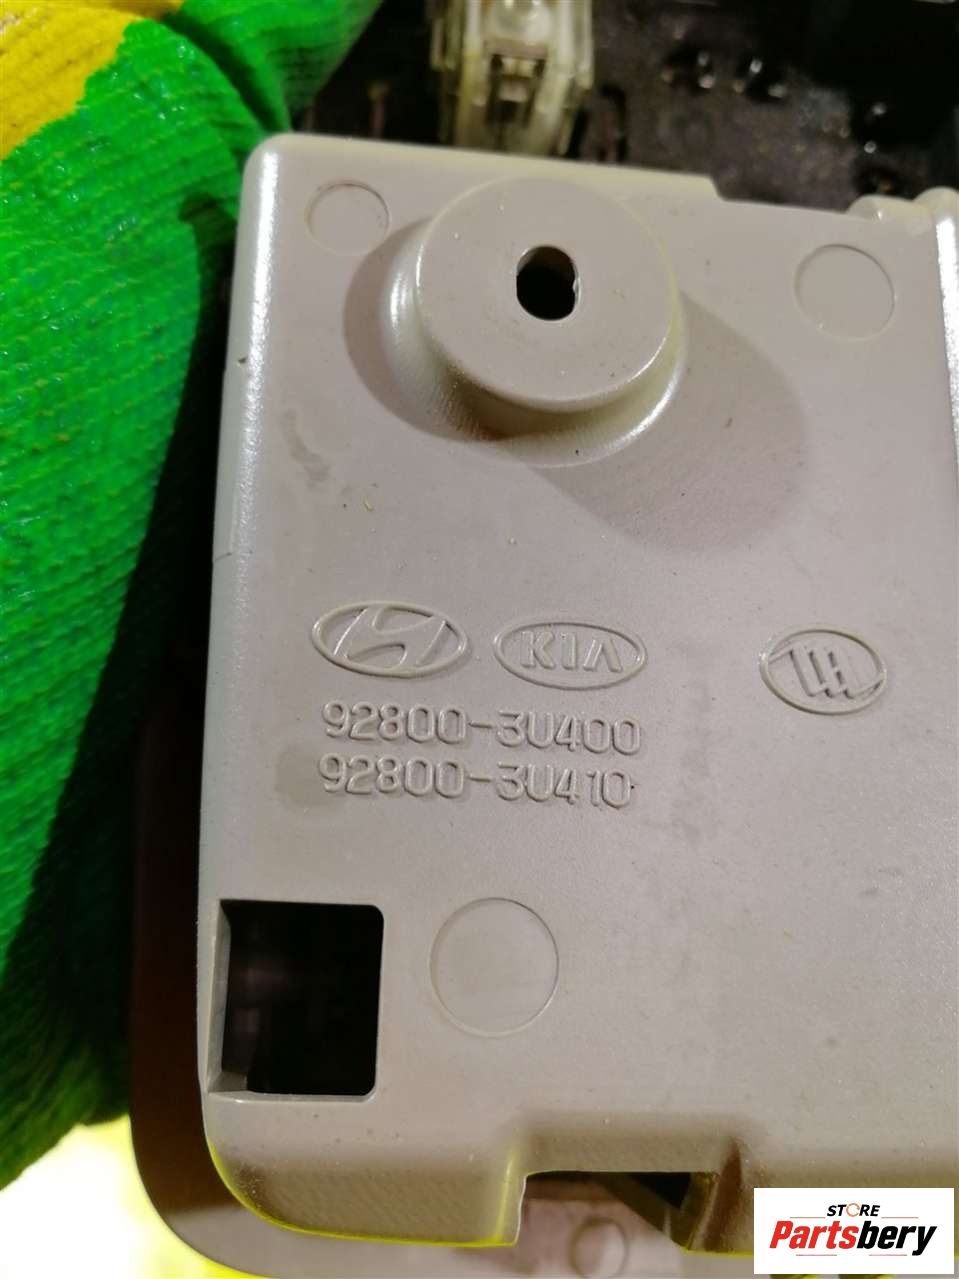 KIA
92800-3U400
92800-3U410
STORE
Partsbery